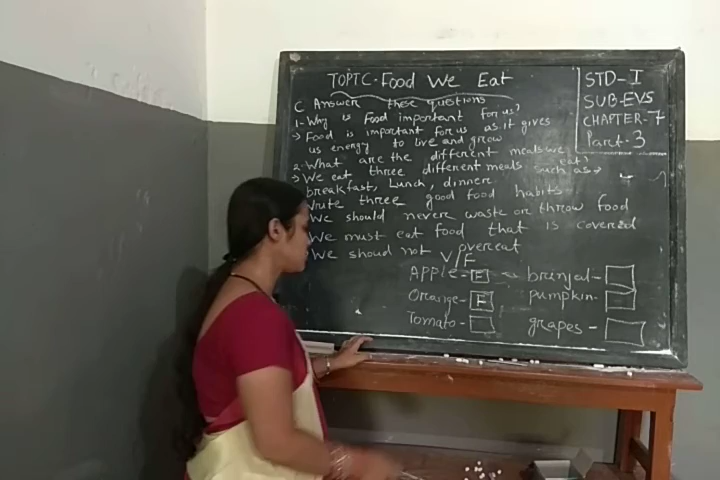 TOPIC-Food We Eat
C Answer these questions
1- Why is Food important for us?
→ Food is important for us as it gives
us energy to live and grow
2. What are the different meals we eat?
→ We eat three different meals such as →
breakfast, Lunch, dinner
Write three good food habits
We should never waste or throw food
We must eat food that is covered
We shoud not overeat
V/F
APPLE- F
Orange- F
Tomato-
brinjal-
pumpkin-
grapes-
STD-I
SUB-EVS
CHAPTER-7
Part-3